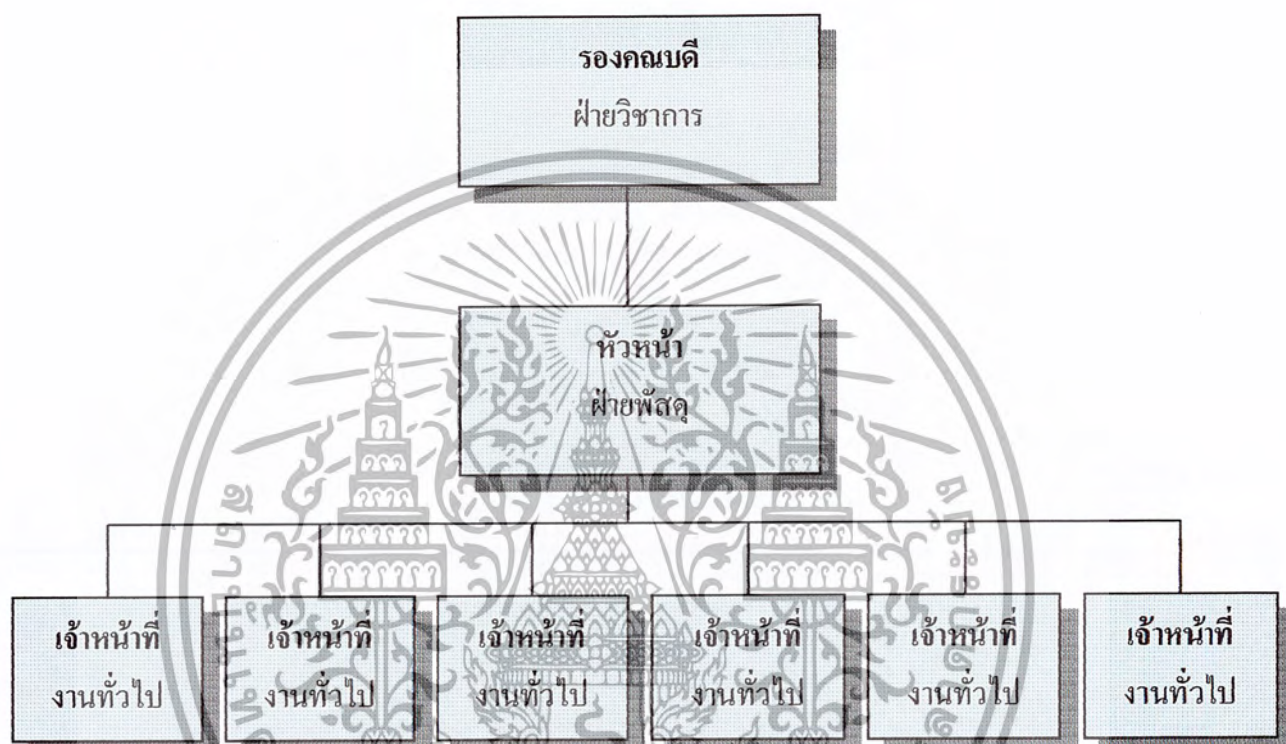 รองคณบดี
ฝ่ายวิชาการ
หัวหน้า
ฝ่ายพัสดุ
เจ้าหน้าที่
งานทั่วไป
เจ้าหน้าที่
งานทั่วไป
เจ้าหน้าที่
งานทั่วไป
เจ้าหน้าที่
งานทั่วไป
เจ้าหน้าที่
งานทั่วไป
เจ้าหน้าที่
งานทั่วไป